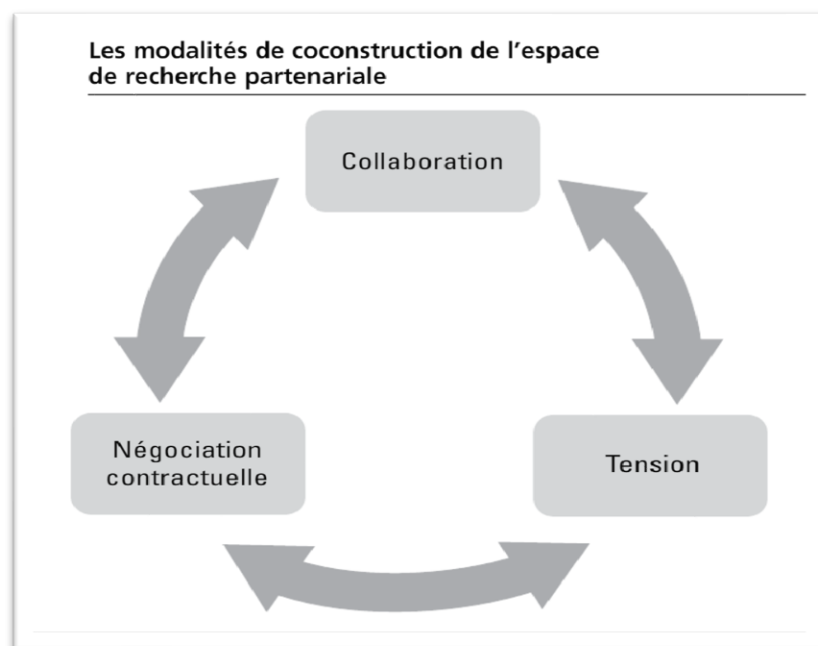 Les modalités de coconstruction de l’espace
de recherche partenariale
Collaboration
Négociation
contractuelle
Tension